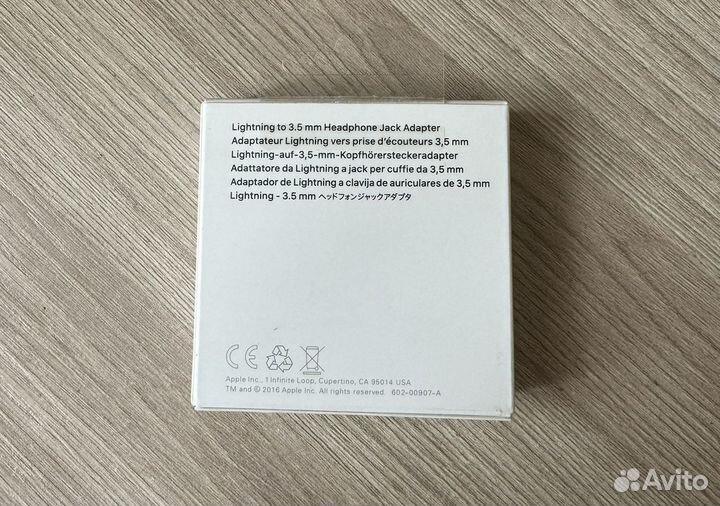 Lightning to 3.5 mm Headphone Jack Adapter
Adaptateur Lightning vers prise d'écouteurs 3,5 mm
Lightning-auf-3,5-mm-Kopfhörersteckeradapter
Adattatore da Lightning a jack per cuffie da 3,5 mm
Adaptador de Lightning a clavija de auriculares de 3,5 mm
Lightning - 3.5 mm ヘッドフォンジャックアダプタ
CE
Apple Inc., 1 Infinite Loop, Cupertino, CA 95014 USA
TM and © 2016 Apple Inc. All rights reserved. 602-00907-A
Avito